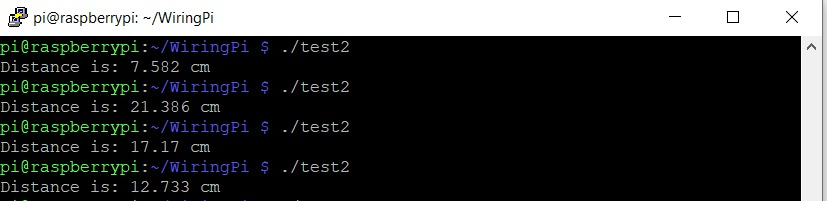 pi@raspberrypi: ~/WiringPi
pi@raspberrypi:~/WiringPi $ ./test2
Distance is: 7.582 cm
pi@raspberrypi:~/WiringPi $ ./test2
Distance is: 21.386 cm
pi@raspberrypi:~/WiringPi $ ./test2
Distance is: 17.17 cm
pi@raspberrypi:~/WiringPi $ ./test2
Distance is: 12.733 cm